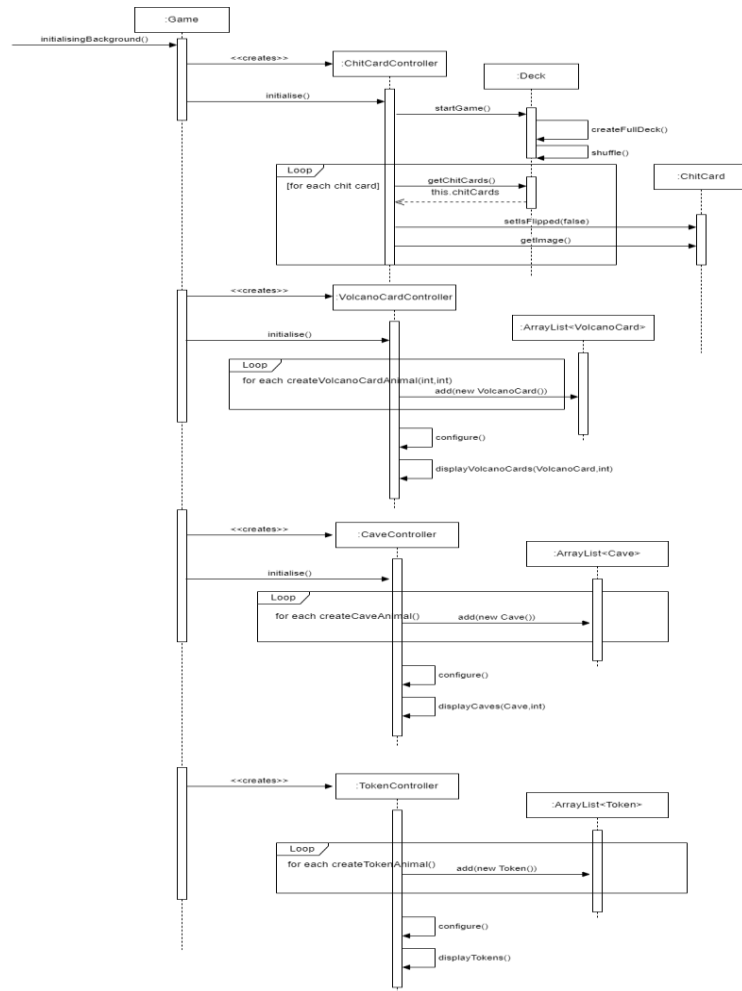 :Game
initialisingBackground()
<<creates>>
:ChitCardController
:Deck
initialise()
startGame()
createFullDeck()
shuffle()
Loop
[for each chit card]
getChitCards()
this.chitCards
:ChitCard
setIsFlipped(false)
getImage()
<<creates>>
:VolcanoCardController
:ArrayList<VolcanoCard>
initialise()
Loop
for each createVolcanoCardAnimal(int,int)
add(new VolcanoCard())
configure()
displayVolcanoCards(VolcanoCard,int)
<<creates>>
:CaveController
:ArrayList<Cave>
initialise()
Loop
for each createCaveAnimal()
add(new Cave())
configure()
displayCaves(Cave,int)
<<creates>>
:TokenController
:ArrayList<Token>
Loop
for each createTokenAnimal()
add(new Token())
configure()
displayTokens()